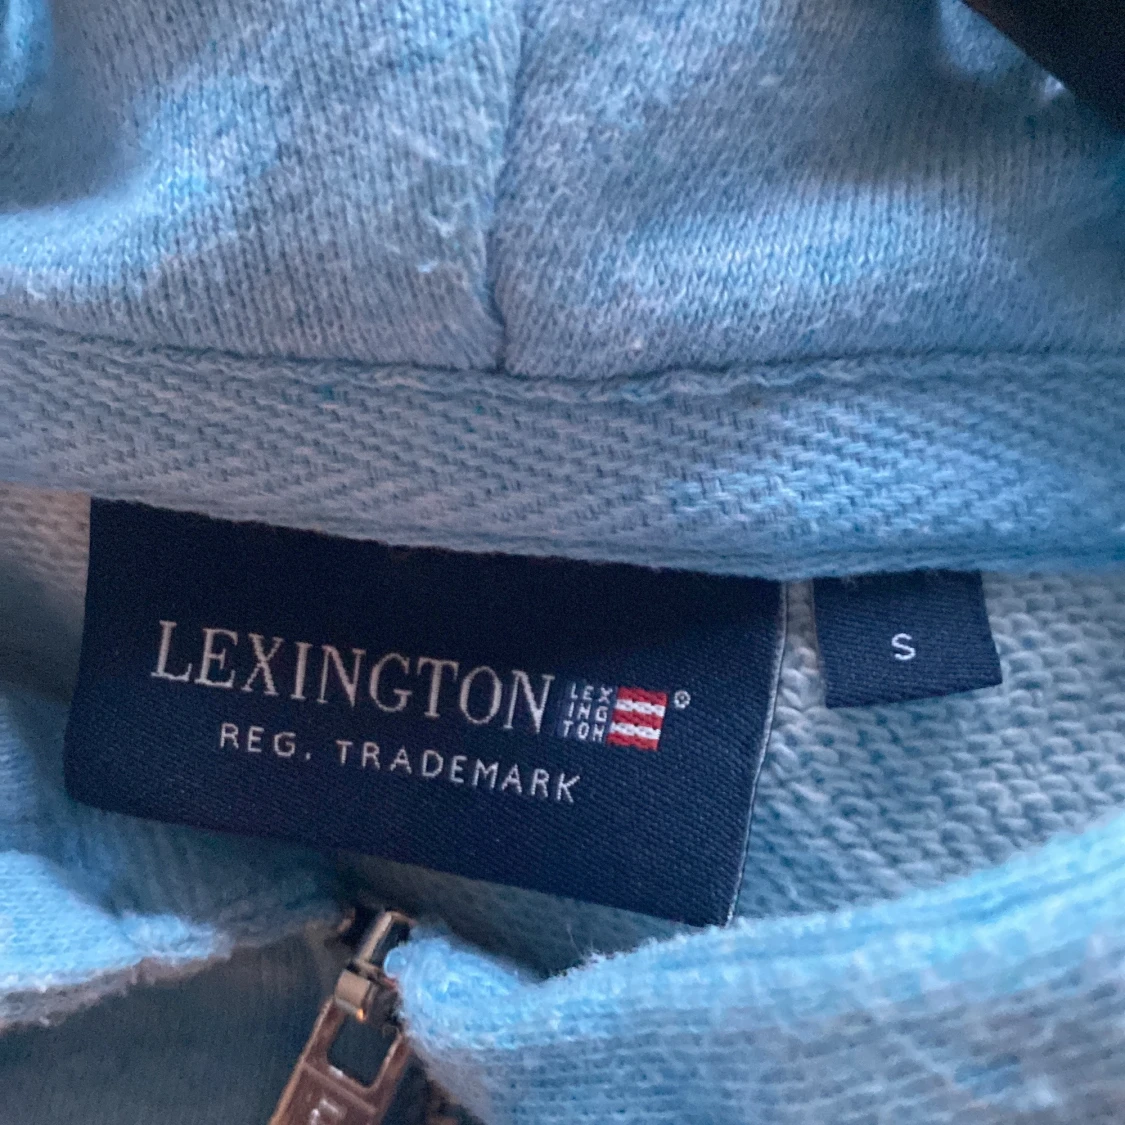 LEXINGTON
LEX
ING
TON
®
REG. TRADEMARK
S